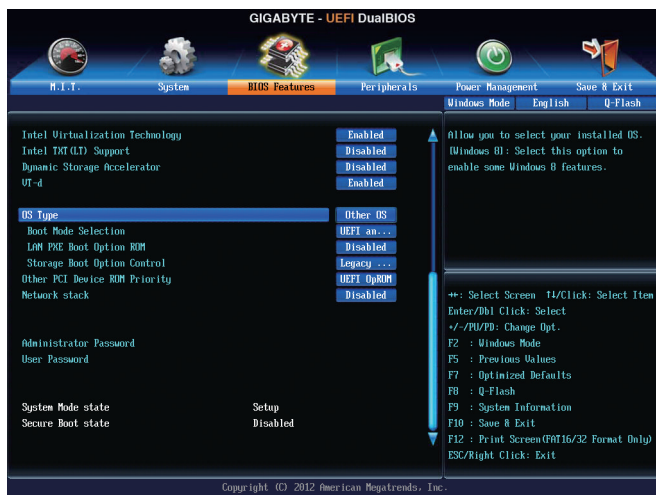 GIGABYTE - UEFI DualBIOS
M.I.T. System BIOS Features Peripherals Power Management Save & Exit
Windows Mode English Q-Flash
Intel Virtualization Technology Enabled
Intel TXT(LT) Support Disabled
Dynamic Storage Accelerator Disabled
VT-d Enabled
OS Type Other OS
Boot Mode Selection UEFI an...
LAN PXE Boot Option ROM Disabled
Storage Boot Option Control Legacy ...
Other PCI Device ROM Priority UEFI OpROM
Network stack Disabled
Administrator Password
User Password
System Mode state Setup
Secure Boot state Disabled
Allow you to select your installed OS.
[Windows 8]: Select this option to
enable some Windows 8 features.
→←: Select Screen ↑↓/Click: Select Item
Enter/Dbl Click: Select
+/-/PU/PD: Change Opt.
F2 : Windows Mode
F5 : Previous Values
F7 : Optimized Defaults
F8 : Q-Flash
F9 : System Information
F10 : Save & Exit
F12 : Print Screen(FAT16/32 Format Only)
ESC/Right Click: Exit
Copyright (C) 2012 American Megatrends, Inc.